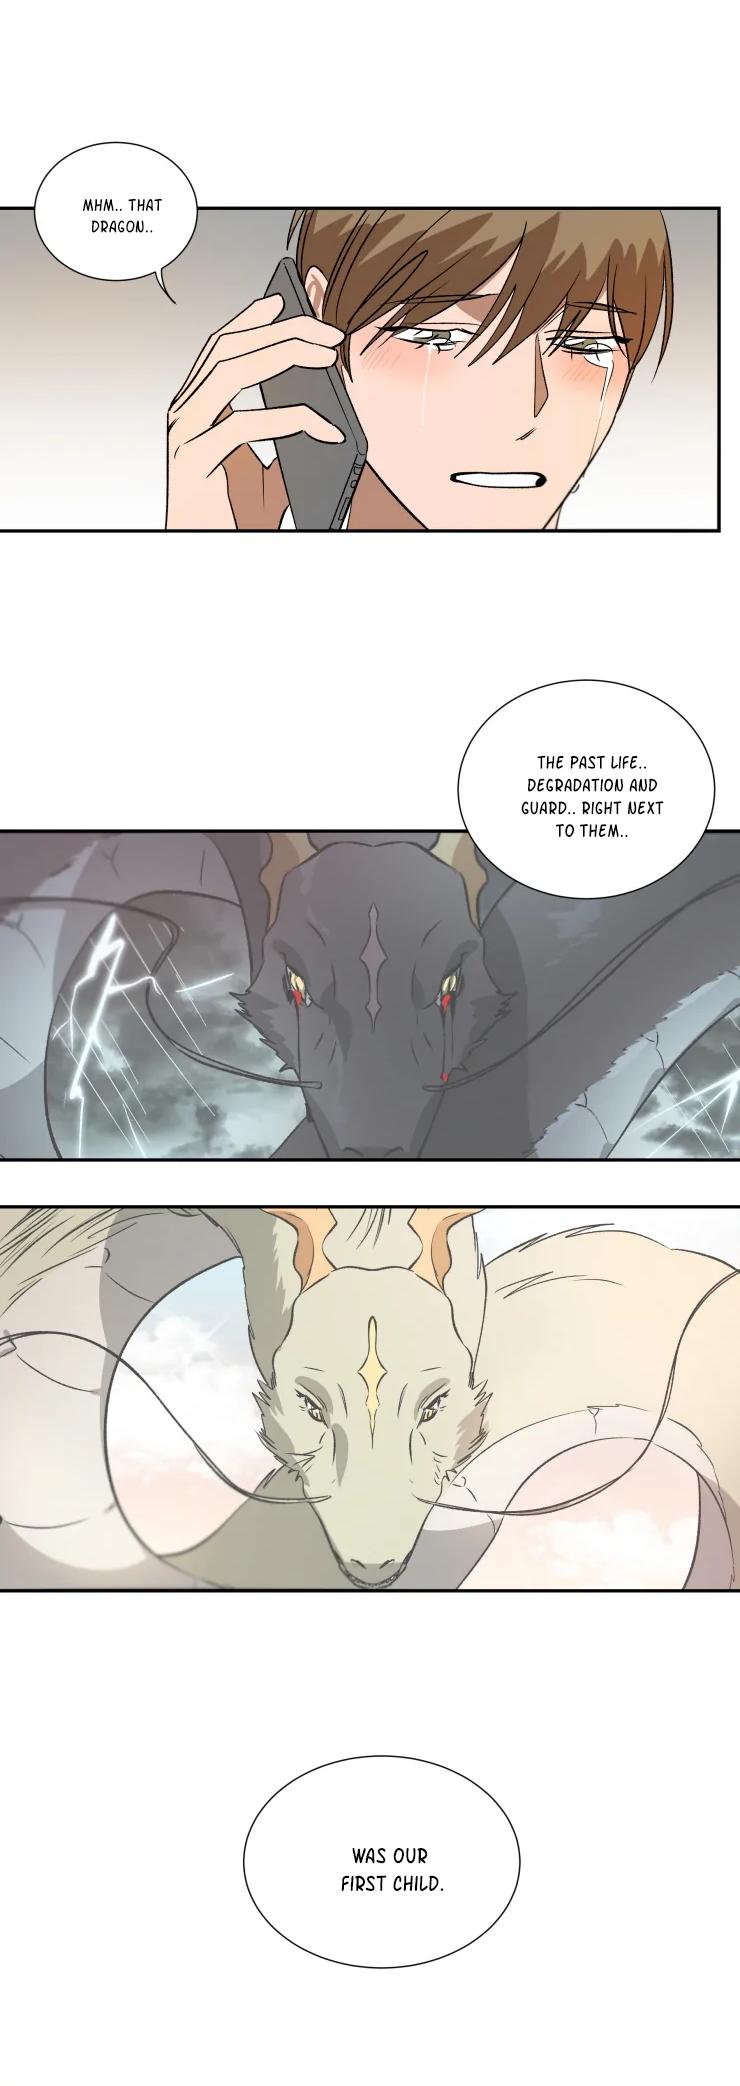 MHM.. THAT
DRAGON..
THE PAST LIFE..
DEGRADATION AND
GUARD.. RIGHT NEXT
TO THEM..
WAS OUR
FIRST CHILD.